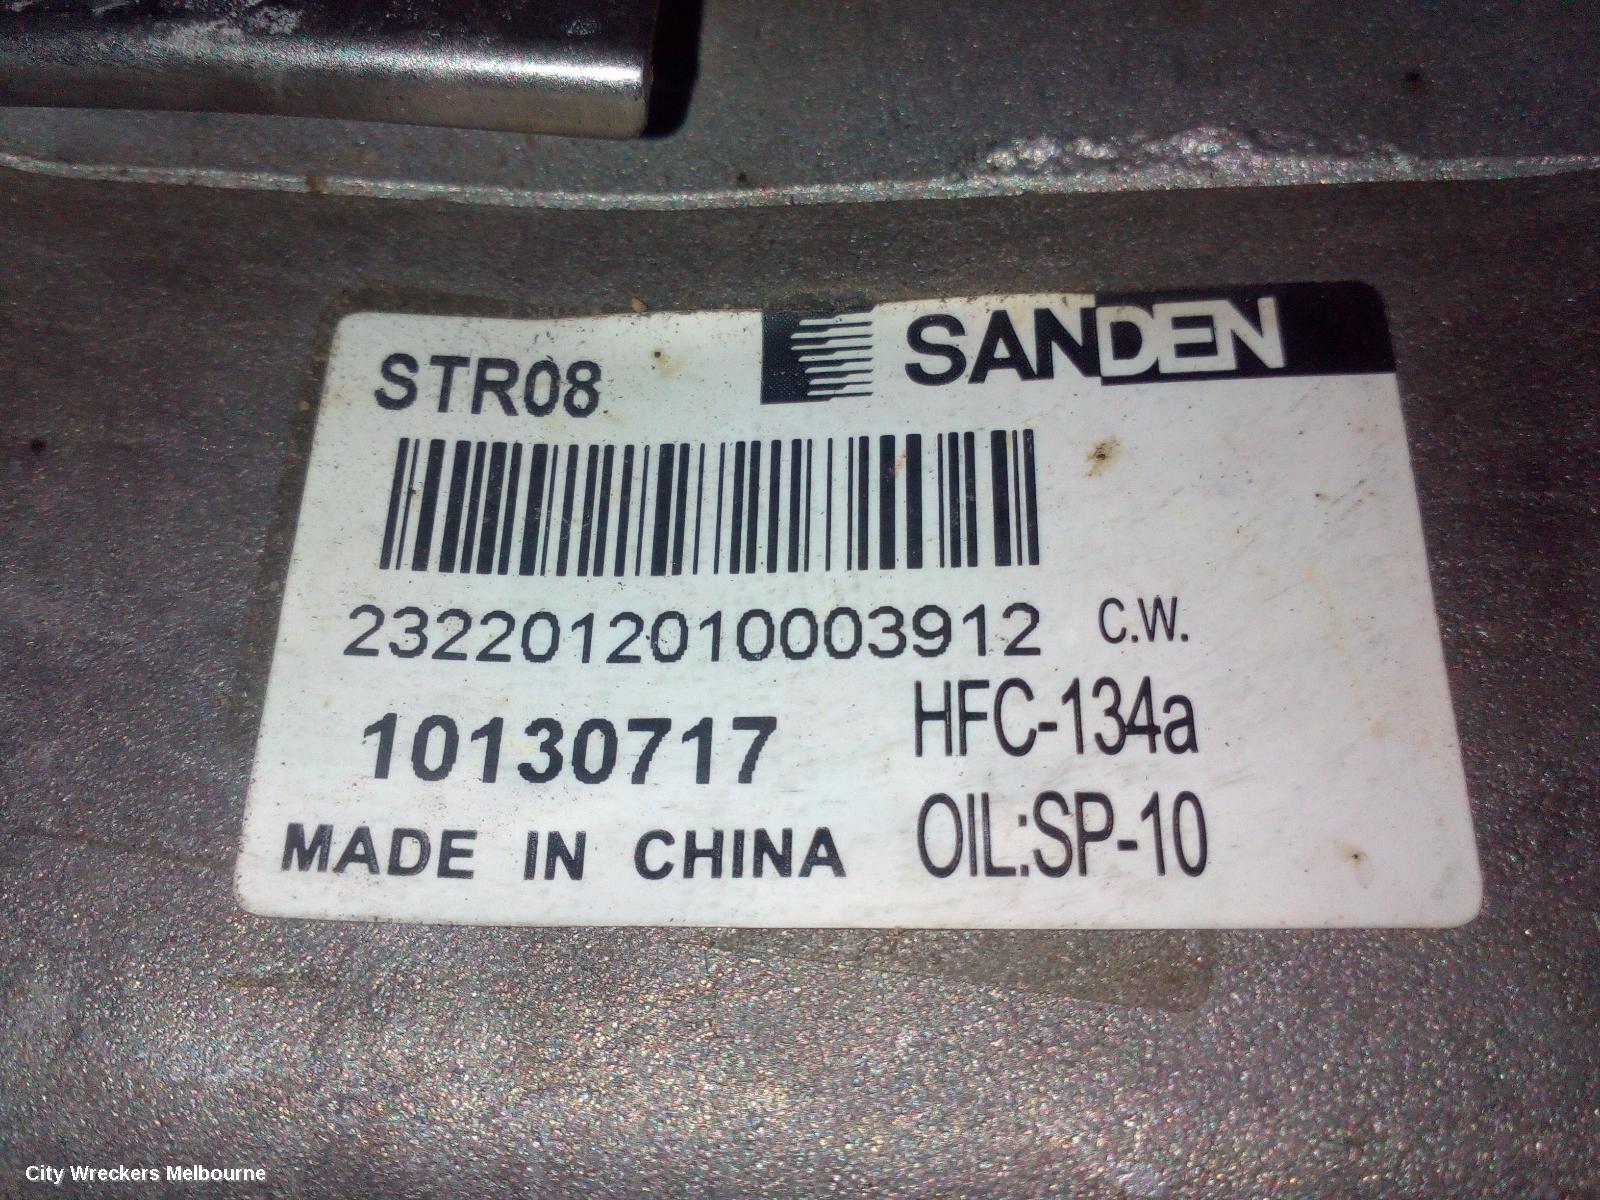 STR08 SANDEN
2322012010003912 C.W.
10130717 HFC-134a
MADE IN CHINA OIL:SP-10
City Wreckers Melbourne